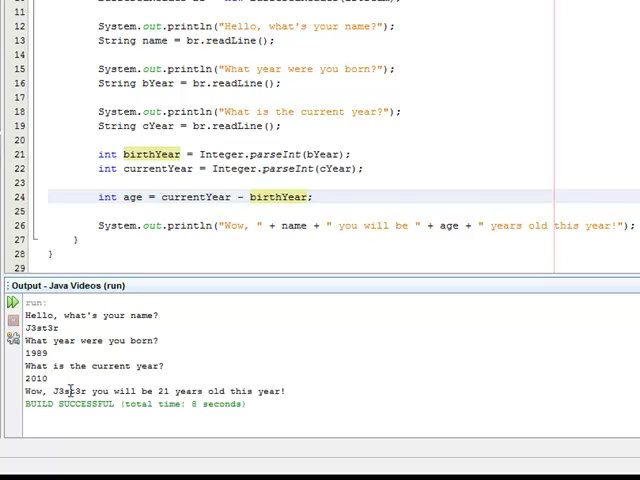 12 System.out.println("Hello, what's your name?");
13 String name = br.readLine();
14
15 System.out.println("What year were you born?");
16 String bYear = br.readLine();
17
18 System.out.println("What is the current year?");
19 String cYear = br.readLine();
20
21 int birthYear = Integer.parseInt(bYear);
22 int currentYear = Integer.parseInt(cYear);
23
24 int age = currentYear - birthYear;
25
26 System.out.println("Wow, " + name + " you will be " + age + " years old this year!");
27 }
28 }
29
Output - Java Videos (run)
run:
Hello, what's your name?
J3st3r
What year were you born?
1989
What is the current year?
2010
Wow, J3st3r you will be 21 years old this year!
BUILD SUCCESSFUL (total time: 8 seconds)